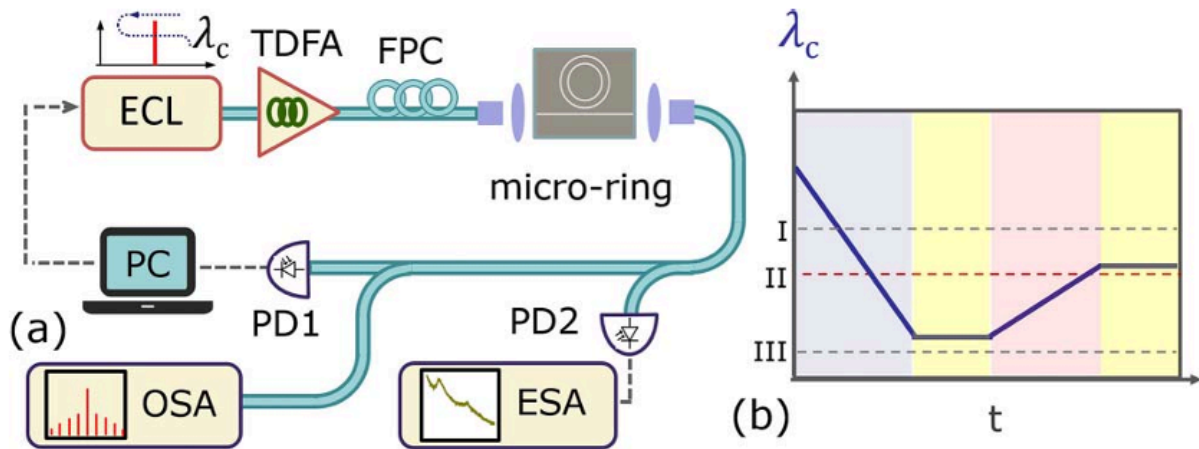 λc
TDFA
FPC
ECL
micro-ring
PC
PD1
PD2
(a)
OSA
ESA
λc
I
II
III
(b)
t